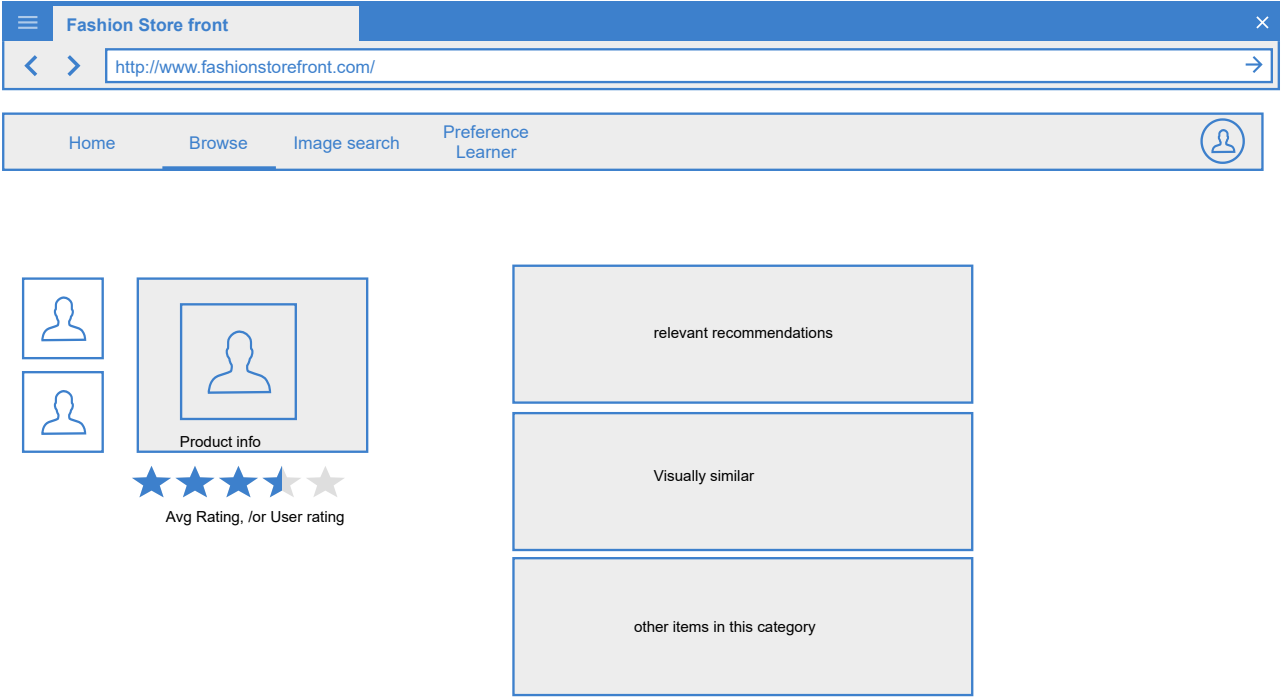 Fashion Store front
http://www.fashionstorefront.com/
Home
Browse
Image search
Preference
Learner
Product info
Avg Rating, /or User rating
relevant recommendations
Visually similar
other items in this category